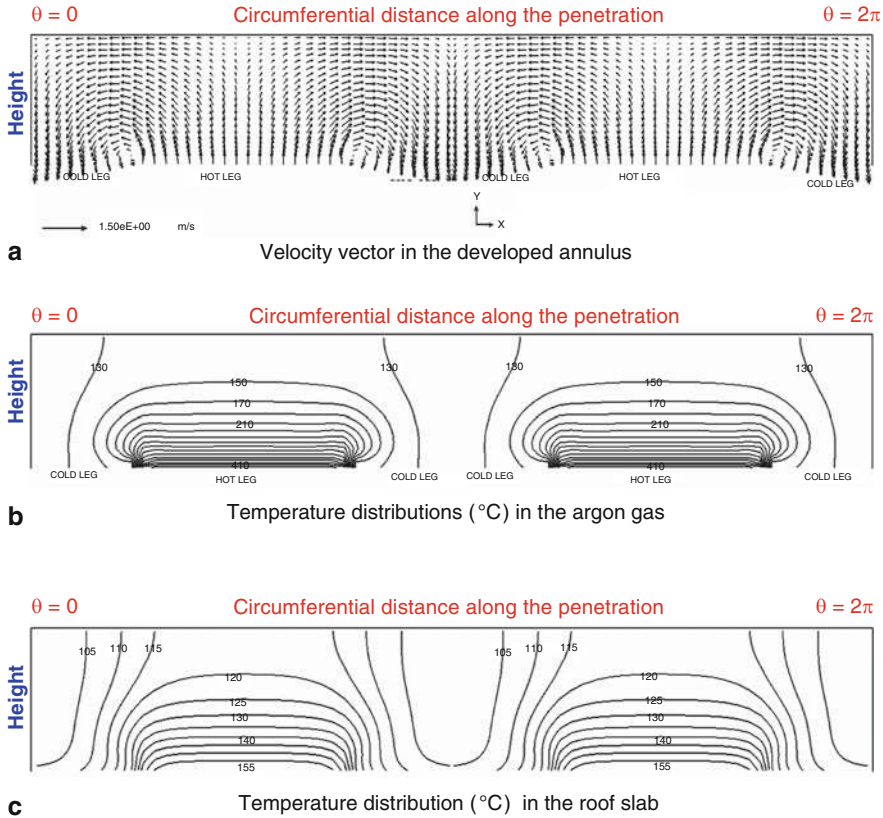 θ = 0 Circumferential distance along the penetration θ = 2π
Height
COLD LEG HOT LEG COLD LEG HOT LEG COLD LEG
1.50eE+00 m/s
Y
X
a Velocity vector in the developed annulus
θ = 0 Circumferential distance along the penetration θ = 2π
Height
130 130 130 130
150 150
170 170
210 210
410 410
COLD LEG HOT LEG COLD LEG COLD LEG HOT LEG COLD LEG
b Temperature distributions (°C) in the argon gas
θ = 0 Circumferential distance along the penetration θ = 2π
Height
105 110 115 105 110 115
120 120
125 125
130 130
140 140
155 155
c Temperature distribution (°C) in the roof slab